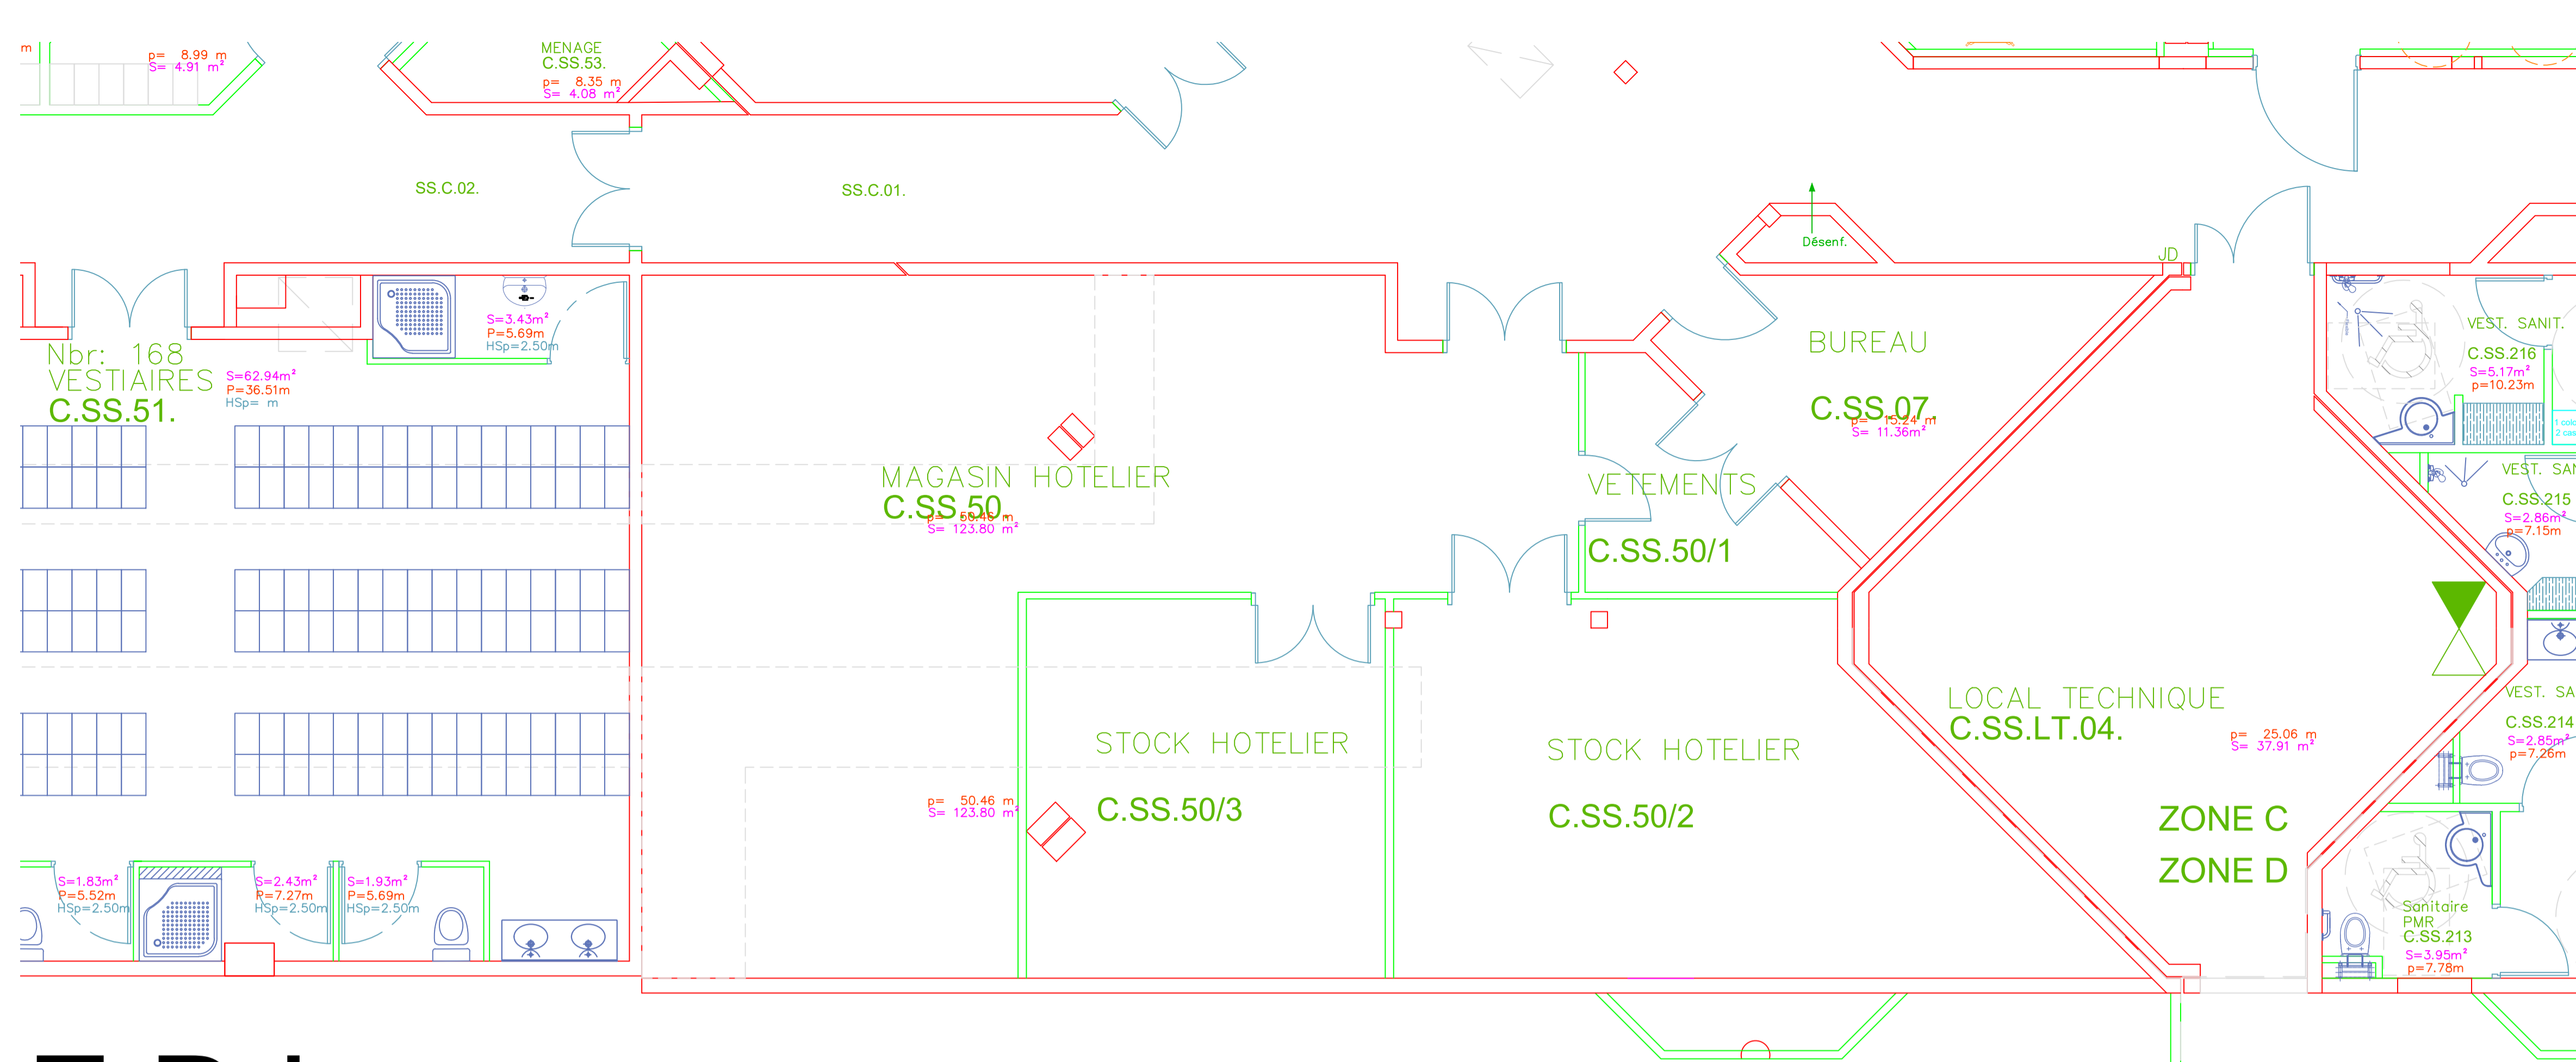 m
p= 8.99 m
S= 4.91 m²
MENAGE
C.SS.53.
p= 8.35 m
S= 4.08 m²
SS.C.02.
SS.C.01.
Désenf.
JD
S=3.43m²
P=5.69m
HSp=2.50m
Nbr: 168
VESTIAIRES
C.SS.51.
S=62.94m²
P=36.51m
HSp= m
BUREAU
C.SS.07.
p= 15.24 m
S= 11.36m²
VEST. SANIT.
C.SS.216
S=5.17m²
p=10.23m
1 colo
2 cas
MAGASIN HOTELIER
C.SS.50.
p= 50.46 m
S= 123.80 m²
VETEMENTS
C.SS.50/1
VEST. SAN
C.SS.215
S=2.86m²
p=7.15m
STOCK HOTELIER
C.SS.50/3
STOCK HOTELIER
C.SS.50/2
p= 50.46 m
S= 123.80 m²
LOCAL TECHNIQUE
C.SS.LT.04.
p= 25.06 m
S= 37.91 m²
VEST. SA
C.SS.214
S=2.85m²
p=7.26m
ZONE C
ZONE D
S=1.83m²
P=5.52m
HSp=2.50m
S=2.43m²
P=7.27m
HSp=2.50m
S=1.93m²
P=5.69m
HSp=2.50m
Sanitaire
PMR
C.SS.213
S=3.95m²
p=7.78m